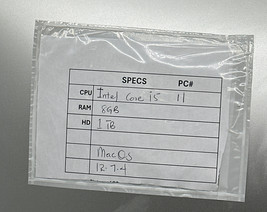 SPECS PC#
CPU Intel Core i5 11
RAM 8GB
HD 1 TB
MacOs
12.7.4